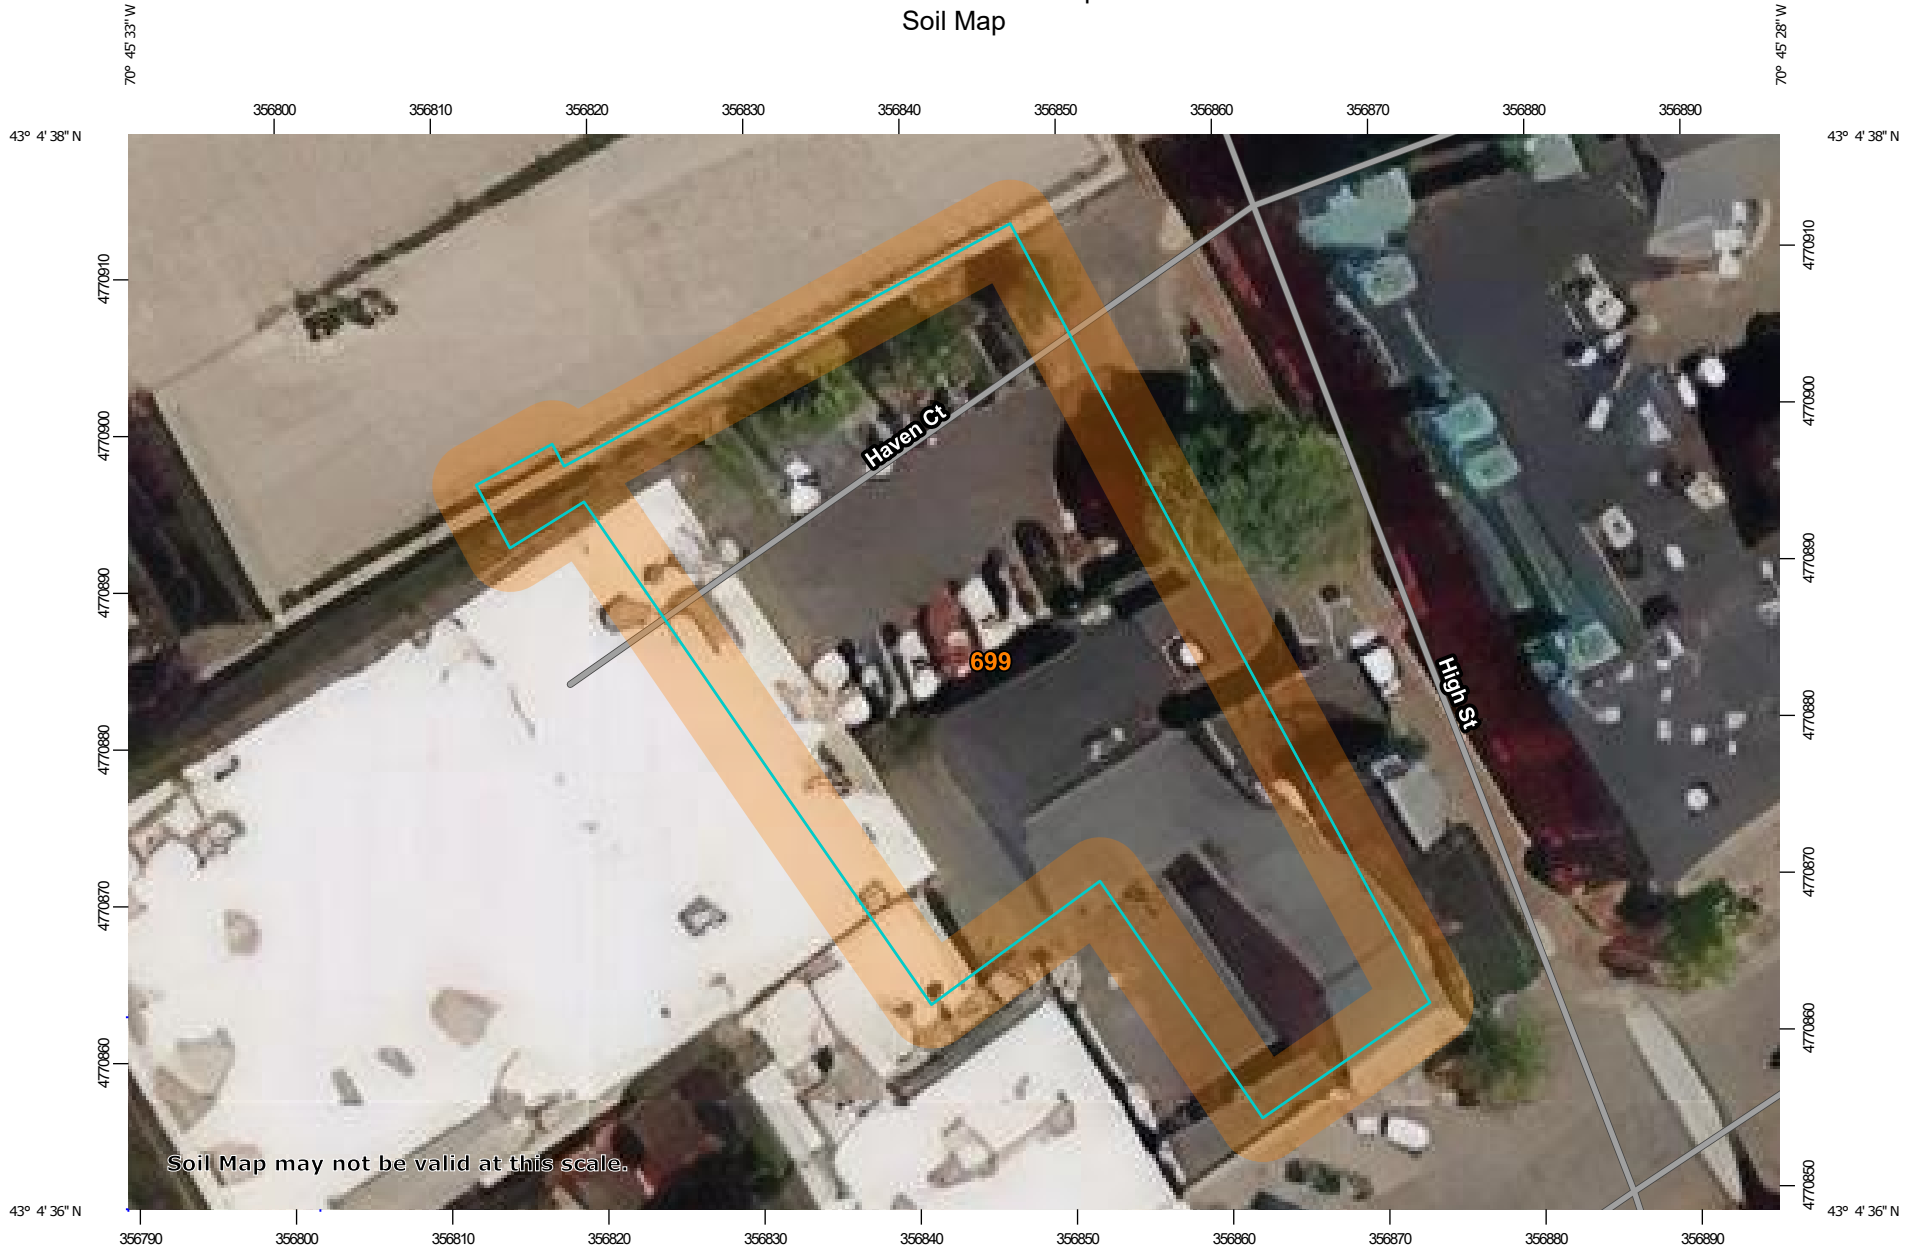 Soil Map
70° 45' 33'' W
70° 45' 28'' W
356800 356810 356820 356830 356840 356850 356860 356870 356880 356890
43° 4' 38'' N
43° 4' 38'' N
4770910
4770900
4770890
4770880
4770870
4770860
4770910
4770900
4770890
4770880
4770870
4770860
4770850
Haven Ct
699
High St
Soil Map may not be valid at this scale.
43° 4' 36'' N
43° 4' 36'' N
356790 356800 356810 356820 356830 356840 356850 356860 356870 356880 356890